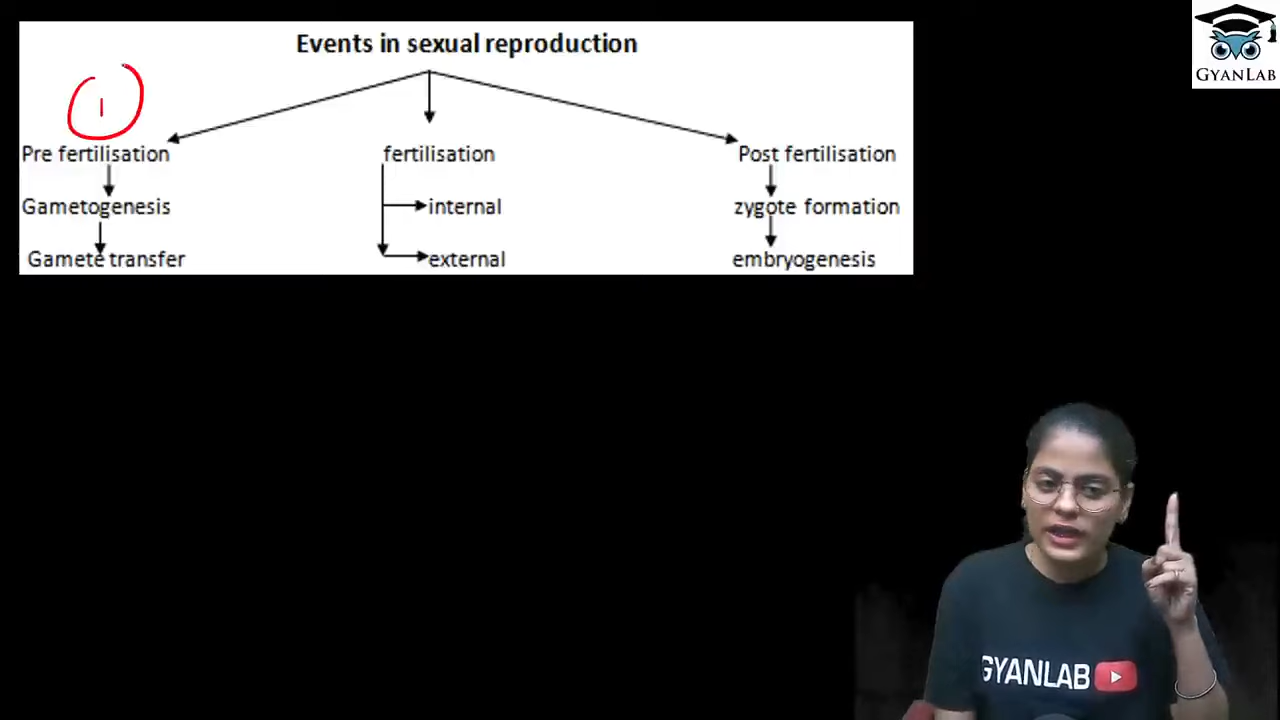 Events in sexual reproduction
1
Pre fertilisation
fertilisation
Post fertilisation
Gametogenesis
internal
zygote formation
Gamete transfer
external
embryogenesis
GYANLAB
GYANLAB